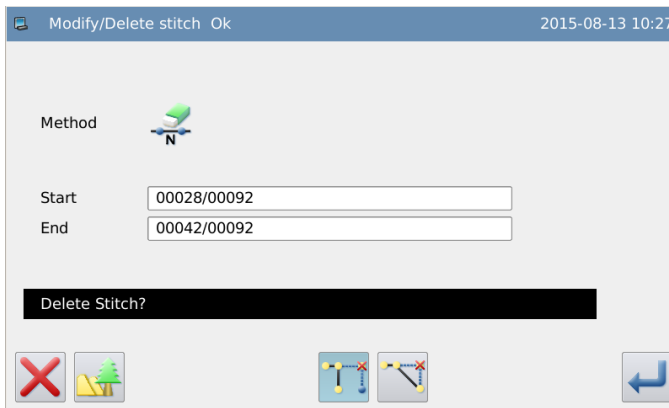 Modify/Delete stitch Ok
2015-08-13 10:27
Method
N
Start
00028/00092
End
00042/00092
Delete Stitch?